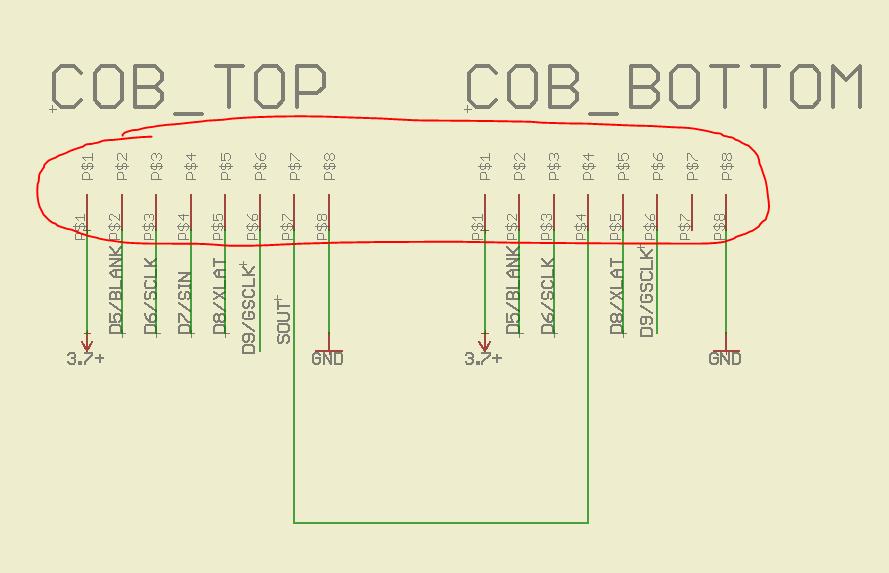 COB_TOP COB_BOTTOM
P$1 P$2 P$3 P$4 P$5 P$6 P$7 P$8 P$1 P$2 P$3 P$4 P$5 P$6 P$7 P$8
P$1 P$2 P$3 P$4 P$5 P$6 P$7 P$8 P$1 P$2 P$3 P$4 P$5 P$6 P$7 P$8
D5/BLANK D6/SCLK D7/SIN D8/XLAT D9/GSCLK SOUT D5/BLANK D6/SCLK D8/XLAT D9/GSCLK
3.7+ GND 3.7+ GND